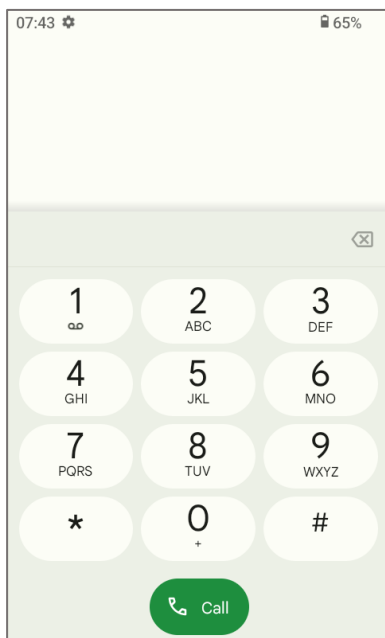 07:43 65%
1 2 3
ABC DEF
4 5 6
GHI JKL MNO
7 8 9
PQRS TUV WXYZ
* 0 #
+
Call